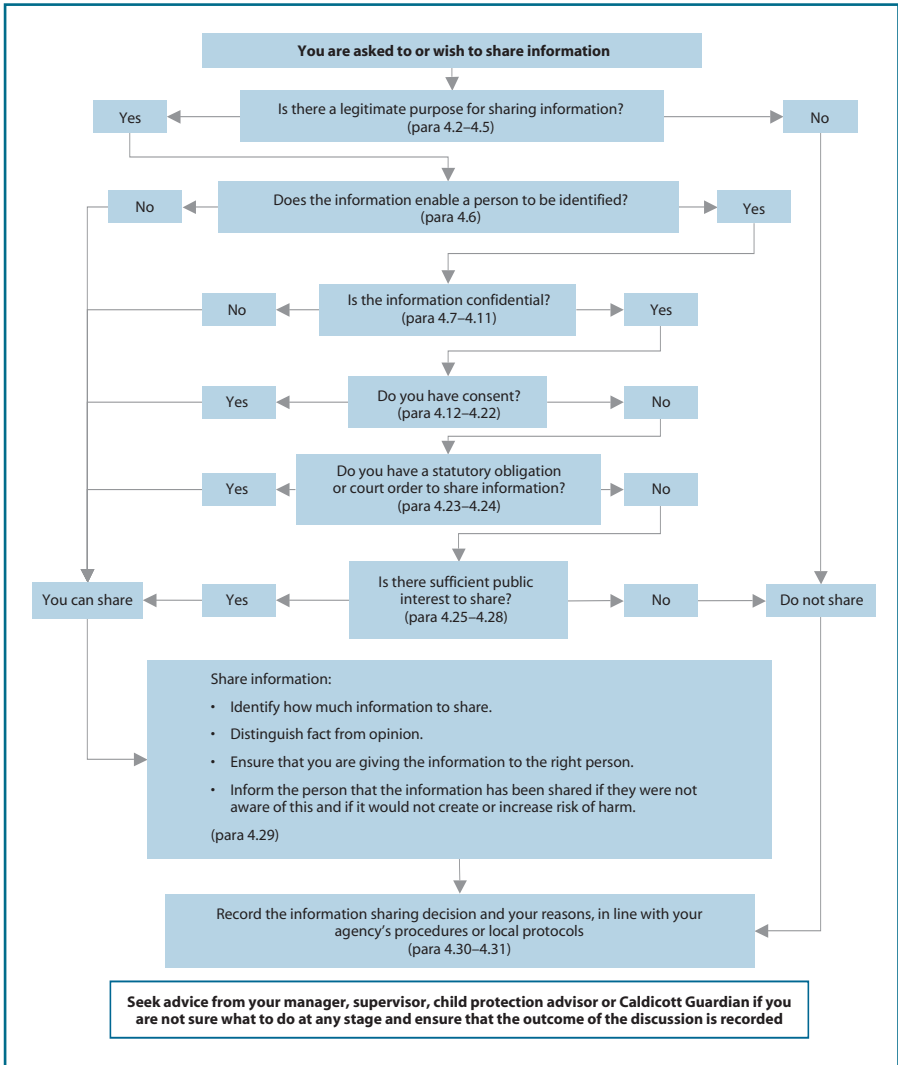 You are asked to or wish to share information
Is there a legitimate purpose for sharing information?
(para 4.2–4.5)
Yes
No
Does the information enable a person to be identified?
(para 4.6)
No
Yes
Is the information confidential?
(para 4.7–4.11)
No
Yes
Do you have consent?
(para 4.12–4.22)
Yes
No
Do you have a statutory obligation
or court order to share information?
(para 4.23–4.24)
Yes
No
Is there sufficient public
interest to share?
(para 4.25–4.28)
You can share
Yes
No
Do not share
Share information:
• Identify how much information to share.
• Distinguish fact from opinion.
• Ensure that you are giving the information to the right person.
• Inform the person that the information has been shared if they were not
aware of this and if it would not create or increase risk of harm.
(para 4.29)
Record the information sharing decision and your reasons, in line with your
agency's procedures or local protocols
(para 4.30–4.31)
Seek advice from your manager, supervisor, child protection advisor or Caldicott Guardian if you
are not sure what to do at any stage and ensure that the outcome of the discussion is recorded